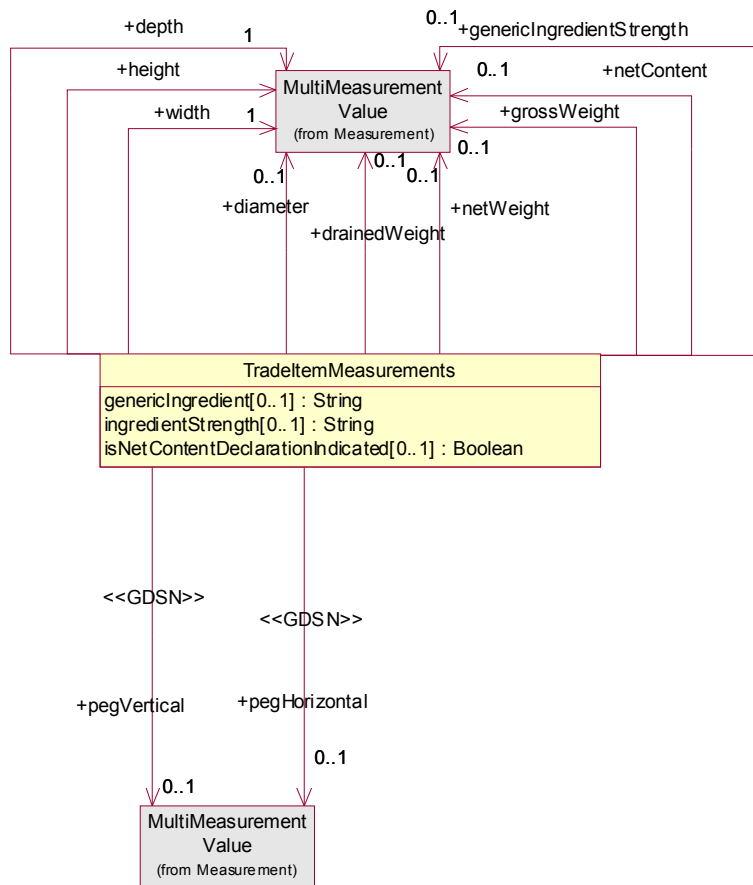 +depth
1
0..1
+genericIngredientStrength
+height
0..1
+netContent
MultiMeasurement
Value
(from Measurement)
+width
1
+grossWeight
0..1
0..1
0..1
0..1
+diameter
+netWeight
+drainedWeight
TradeItemMeasurements
genericIngredient[0..1] : String
ingredientStrength[0..1] : String
isNetContentDeclarationIndicated[0..1] : Boolean
<<GDSN>>
<<GDSN>>
+pegVertical
+pegHorizontal
0..1
0..1
MultiMeasurement
Value
(from Measurement)